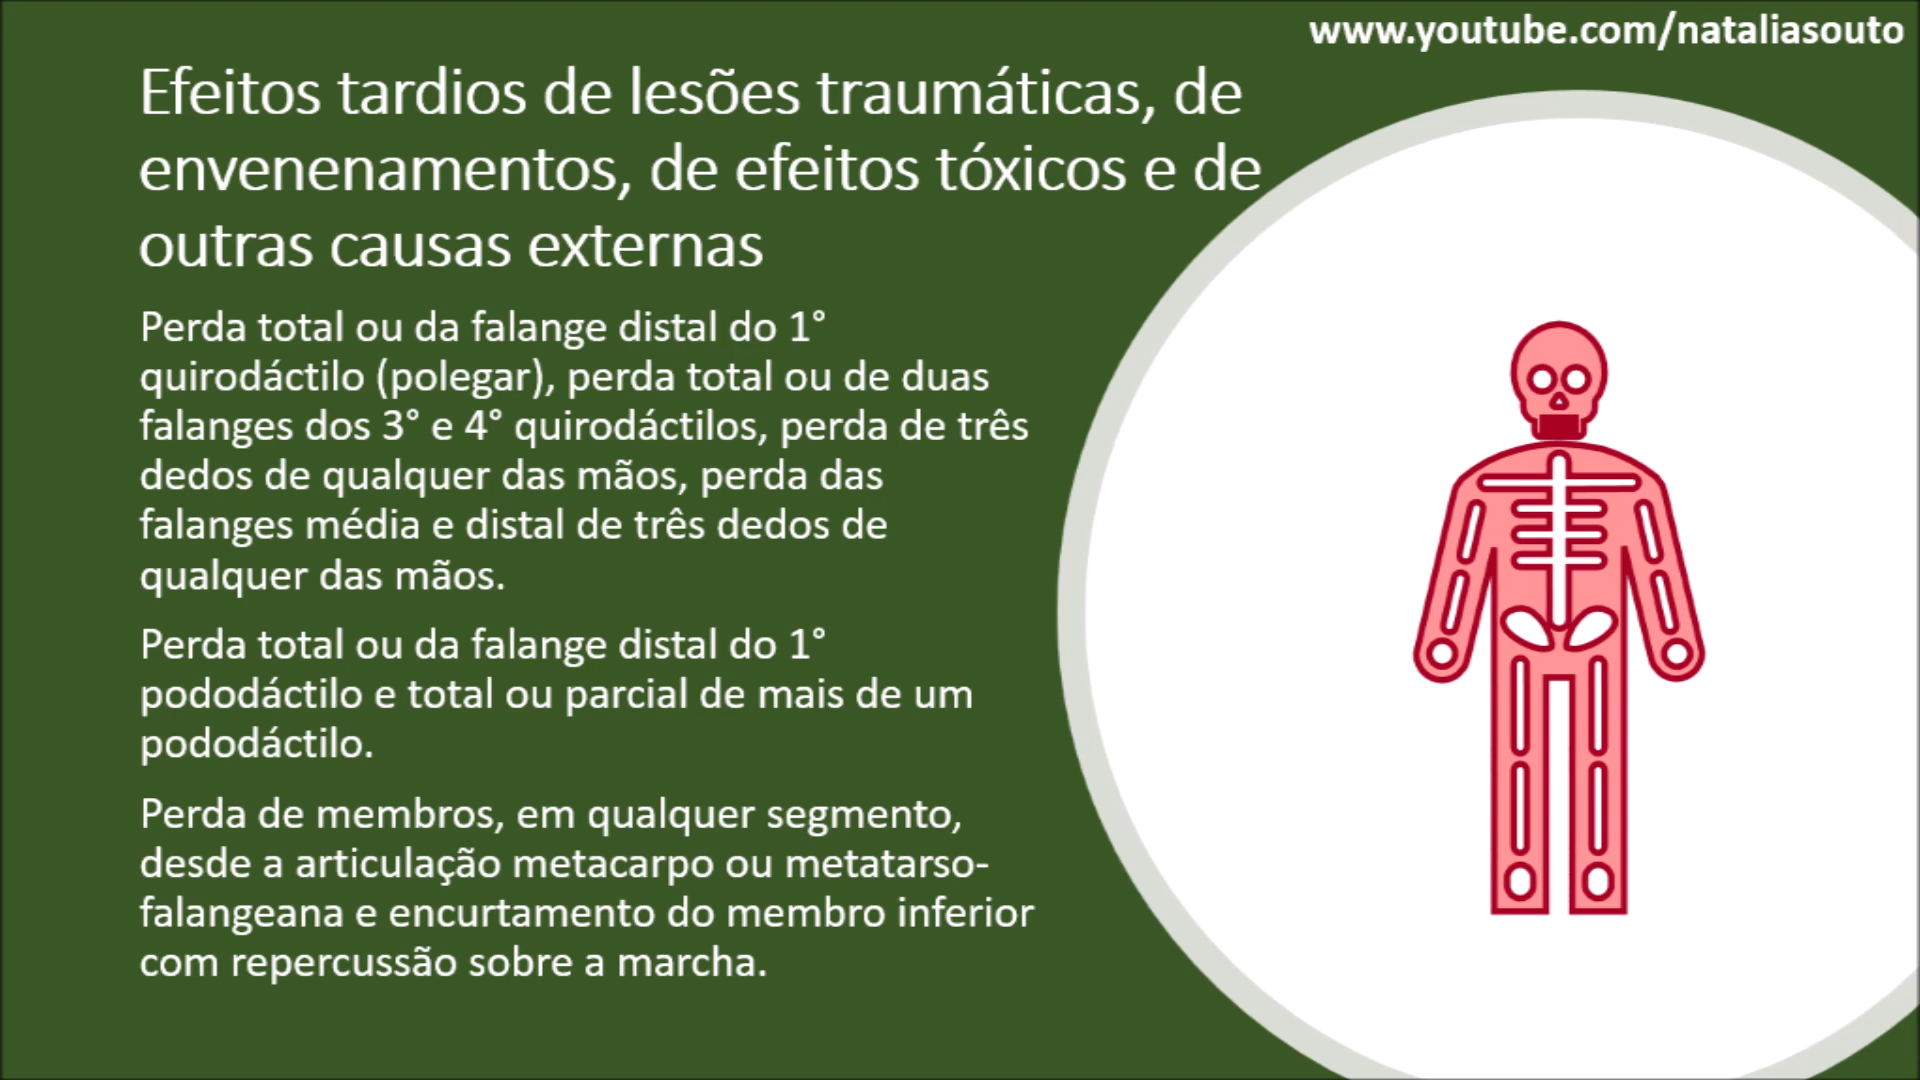 www.youtube.com/nataliasouto
Efeitos tardios de lesões traumáticas, de
envenenamentos, de efeitos tóxicos e de
outras causas externas
Perda total ou da falange distal do 1°
quirodáctilo (polegar), perda total ou de duas
falanges dos 3° e 4° quirodáctilos, perda de três
dedos de qualquer das mãos, perda das
falanges média e distal de três dedos de
qualquer das mãos.
Perda total ou da falange distal do 1°
pododáctilo e total ou parcial de mais de um
pododáctilo.
Perda de membros, em qualquer segmento,
desde a articulação metacarpo ou metatarso-
falangeana e encurtamento do membro inferior
com repercussão sobre a marcha.